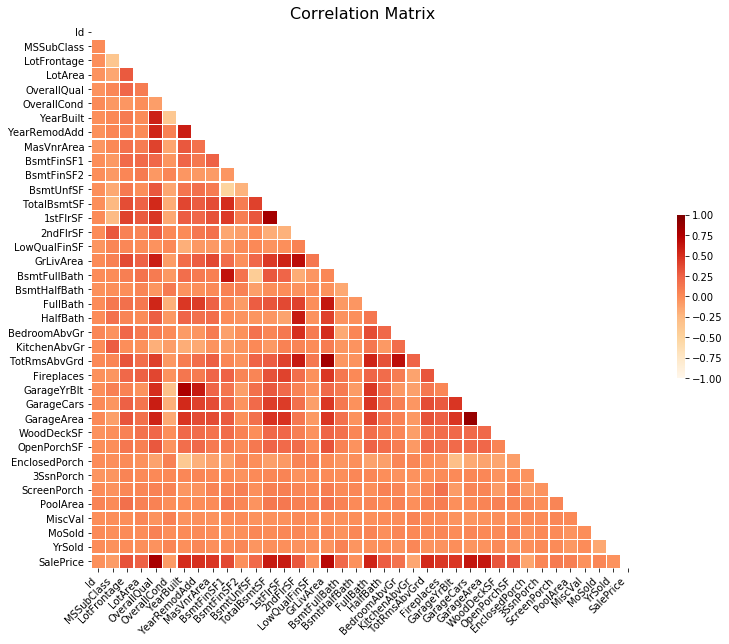 Correlation Matrix
Id
MSSubClass
LotFrontage
LotArea
OverallQual
OverallCond
YearBuilt
YearRemodAdd
MasVnrArea
BsmtFinSF1
BsmtFinSF2
BsmtUnfSF
TotalBsmtSF
1stFlrSF
2ndFlrSF
LowQualFinSF
GrLivArea
BsmtFullBath
BsmtHalfBath
FullBath
HalfBath
BedroomAbvGr
KitchenAbvGr
TotRmsAbvGrd
Fireplaces
GarageYrBlt
GarageCars
GarageArea
WoodDeckSF
OpenPorchSF
EnclosedPorch
3SsnPorch
ScreenPorch
PoolArea
MiscVal
MoSold
YrSold
SalePrice
1.00
0.75
0.50
0.25
0.00
−0.25
−0.50
−0.75
−1.00
Id
MSSubClass
LotFrontage
LotArea
OverallQual
OverallCond
YearBuilt
YearRemodAdd
MasVnrArea
BsmtFinSF1
BsmtFinSF2
BsmtUnfSF
TotalBsmtSF
1stFlrSF
2ndFlrSF
LowQualFinSF
GrLivArea
BsmtFullBath
BsmtHalfBath
FullBath
HalfBath
BedroomAbvGr
KitchenAbvGr
TotRmsAbvGrd
Fireplaces
GarageYrBlt
GarageCars
GarageArea
WoodDeckSF
OpenPorchSF
EnclosedPorch
3SsnPorch
ScreenPorch
PoolArea
MiscVal
MoSold
YrSold
SalePrice